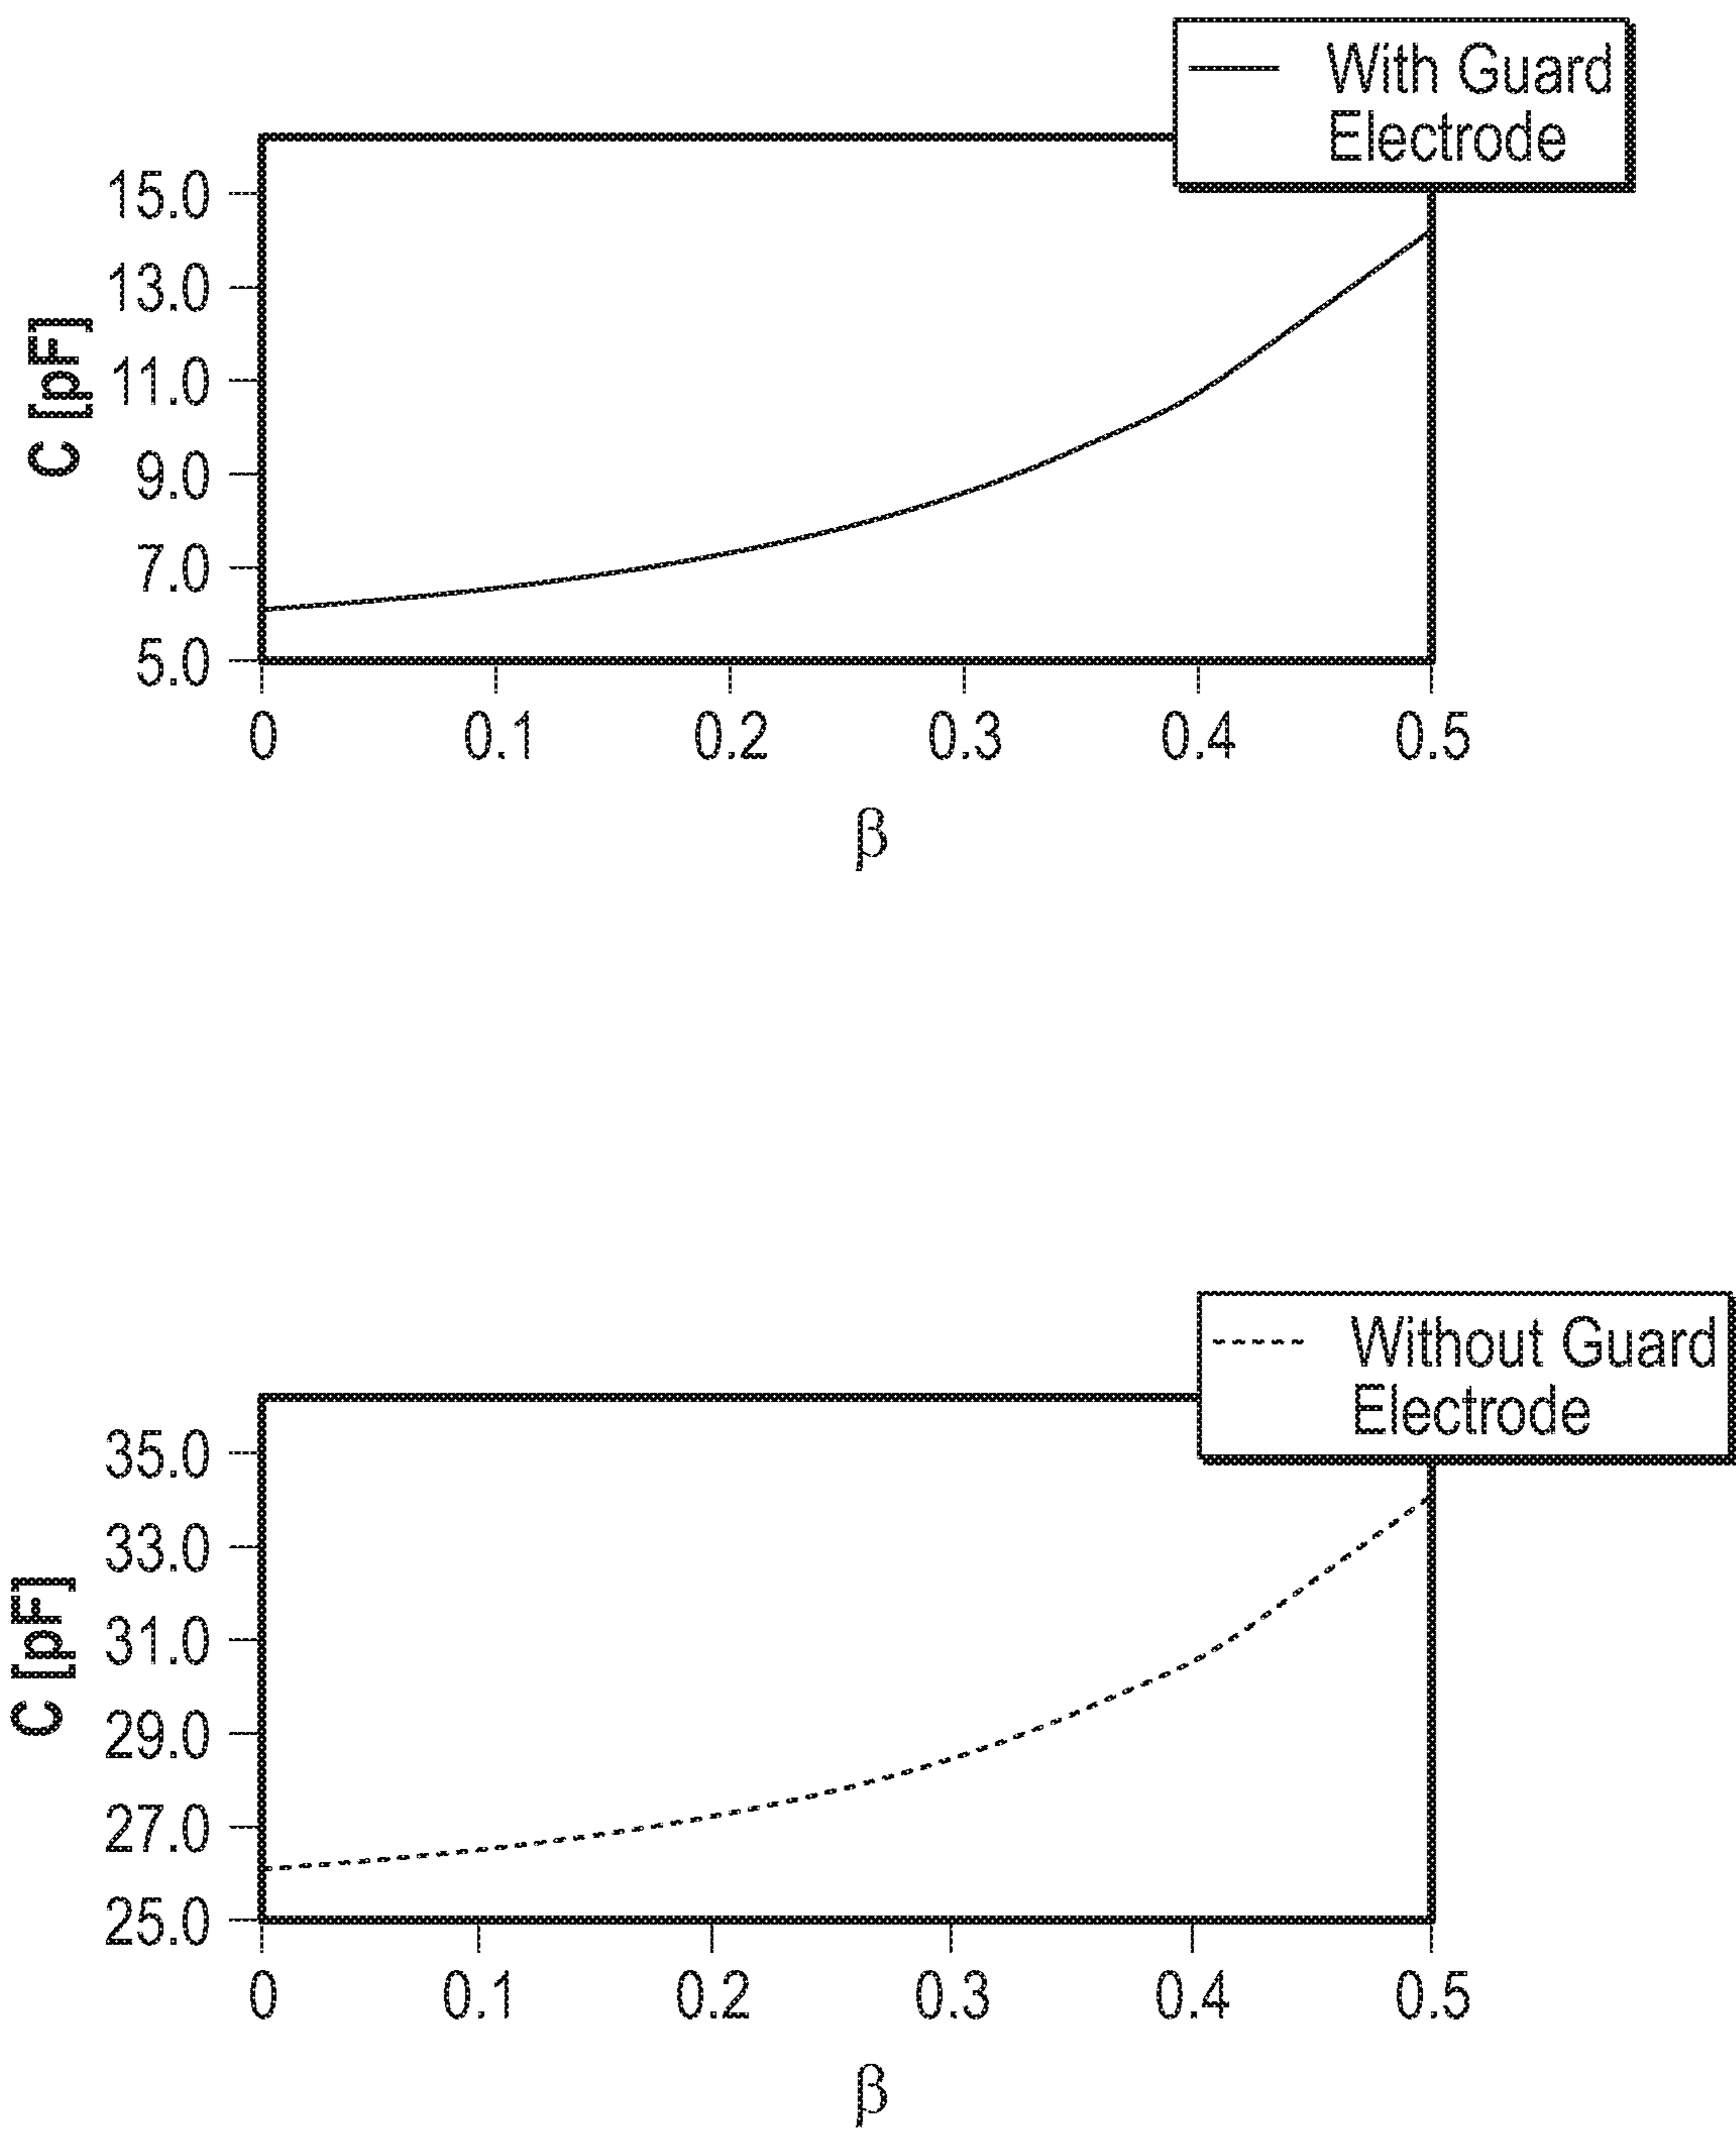 With Guard
Electrode
15.0
13.0
11.0
9.0
7.0
5.0
C [pF]
0 0.1 0.2 0.3 0.4 0.5
β
Without Guard
Electrode
35.0
33.0
31.0
29.0
27.0
25.0
C [pF]
0 0.1 0.2 0.3 0.4 0.5
β